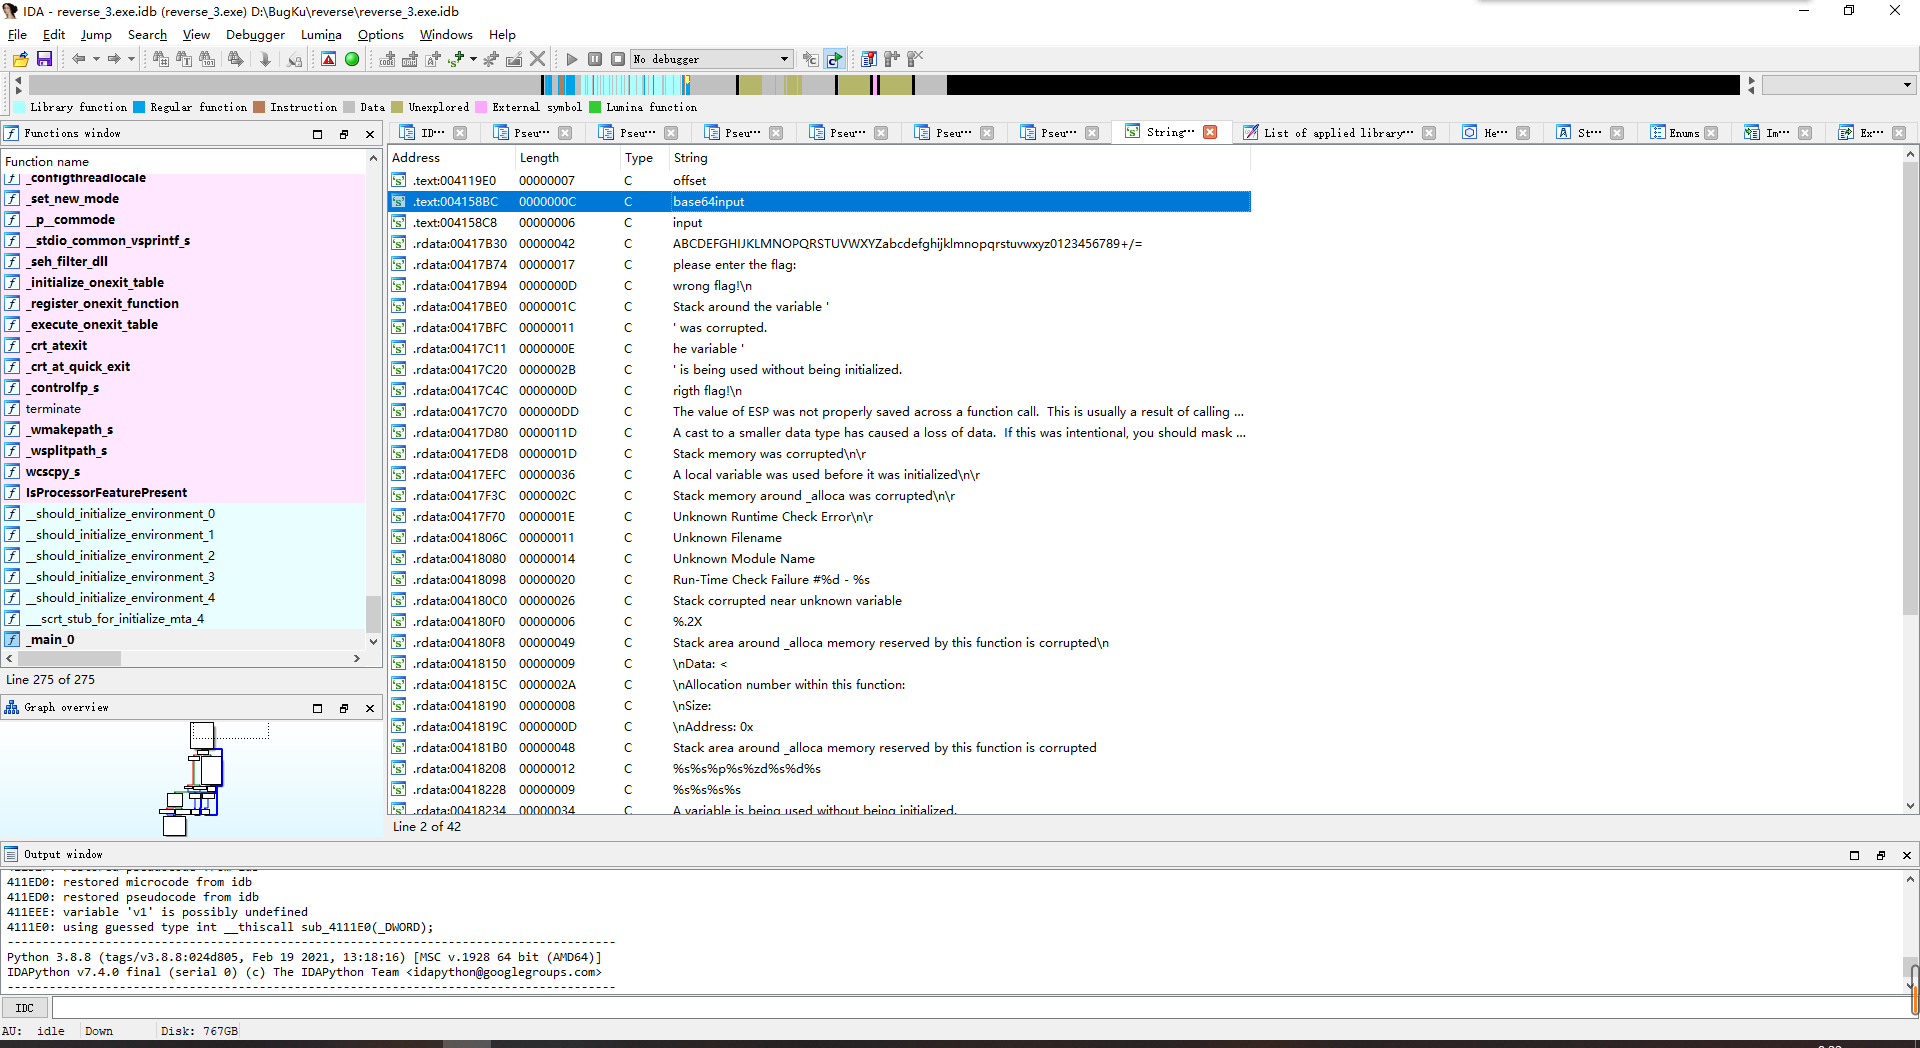 IDA - reverse_3.exe.idb (reverse_3.exe) D:\BugKu\reverse\reverse_3.exe.idb
File Edit Jump Search View Debugger Lumina Options Windows Help
No debugger
Library function Regular function Instruction Data Unexplored External symbol Lumina function
Functions window
ID··· Pseu··· Pseu··· Pseu··· Pseu··· Pseu··· Pseu··· String··· List of applied library··· He··· St··· Enums Im··· Ex···
Function name
_configthreadlocale
_set_new_mode
__p__commode
__stdio_common_vsprintf_s
_seh_filter_dll
_initialize_onexit_table
_register_onexit_function
_execute_onexit_table
_crt_atexit
_crt_at_quick_exit
_controlfp_s
terminate
_wmakepath_s
_wsplitpath_s
wcscpy_s
IsProcessorFeaturePresent
__should_initialize_environment_0
__should_initialize_environment_1
__should_initialize_environment_2
__should_initialize_environment_3
__should_initialize_environment_4
___scrt_stub_for_initialize_mta_4
_main_0
Line 275 of 275
Graph overview
Address Length Type String
.text:004119E0 00000007 C offset
.text:004158BC 0000000C C base64input
.text:004158C8 00000006 C input
.rdata:00417B30 00000042 C ABCDEFGHIJKLMNOPQRSTUVWXYZabcdefghijklmnopqrstuvwxyz0123456789+/=
.rdata:00417B74 00000017 C please enter the flag:
.rdata:00417B94 0000000D C wrong flag!\n
.rdata:00417BE0 0000001C C Stack around the variable '
.rdata:00417BFC 00000011 C ' was corrupted.
.rdata:00417C11 0000000E C he variable '
.rdata:00417C20 0000002B C ' is being used without being initialized.
.rdata:00417C4C 0000000D C rigth flag!\n
.rdata:00417C70 000000DD C The value of ESP was not properly saved across a function call.  This is usually a result of calling ...
.rdata:00417D80 0000011D C A cast to a smaller data type has caused a loss of data.  If this was intentional, you should mask ...
.rdata:00417ED8 0000001D C Stack memory was corrupted\n\r
.rdata:00417EFC 00000036 C A local variable was used before it was initialized\n\r
.rdata:00417F3C 0000002C C Stack memory around _alloca was corrupted\n\r
.rdata:00417F70 0000001E C Unknown Runtime Check Error\n\r
.rdata:0041806C 00000011 C Unknown Filename
.rdata:00418080 00000014 C Unknown Module Name
.rdata:00418098 00000020 C Run-Time Check Failure #%d - %s
.rdata:004180C0 00000026 C Stack corrupted near unknown variable
.rdata:004180F0 00000006 C %.2X
.rdata:004180F8 00000049 C Stack area around _alloca memory reserved by this function is corrupted\n
.rdata:00418150 00000009 C \nData: <
.rdata:0041815C 0000002A C \nAllocation number within this function:
.rdata:00418190 00000008 C \nSize:
.rdata:0041819C 0000000D C \nAddress: 0x
.rdata:004181B0 00000048 C Stack area around _alloca memory reserved by this function is corrupted
.rdata:00418208 00000012 C %s%s%p%s%zd%s%d%s
.rdata:00418228 00000009 C %s%s%s%s
.rdata:00418234 00000034 C A variable is being used without being initialized.
Line 2 of 42
Output window
411ED0: restored microcode from idb
411ED0: restored pseudocode from idb
411EEE: variable 'v1' is possibly undefined
4111E0: using guessed type int __thiscall sub_4111E0(_DWORD);
Python 3.8.8 (tags/v3.8.8:024d805, Feb 19 2021, 13:18:16) [MSC v.1928 64 bit (AMD64)]
IDAPython v7.4.0 final (serial 0) (c) The IDAPython Team <idapython@googlegroups.com>
IDC
AU: idle Down Disk: 767GB